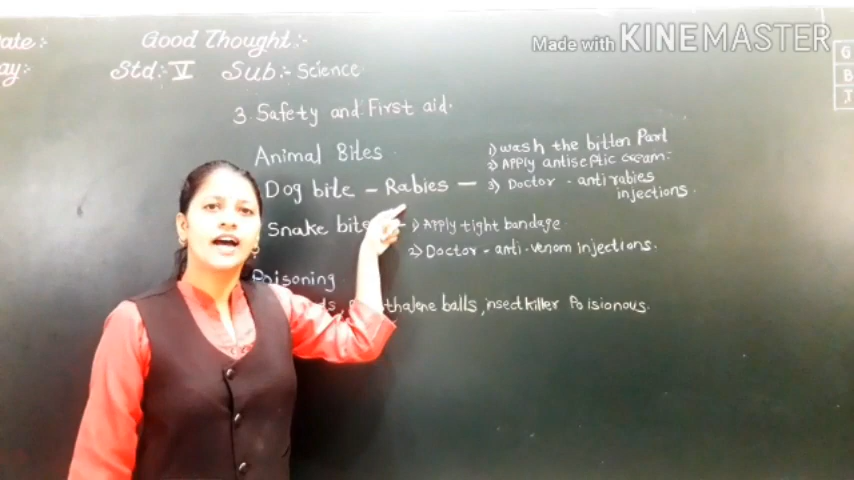 Made with KINEMASTER
ate:-
Good Thought:-
ay:-
Std:- V Sub:- Science
3. Safety and First aid.
Animal Bites
Dog bite - Rabies -
1) wash the bitten Part
2) Apply antiseptic cream:
3) Doctor - anti rabies
injections.
Snake bite
1) Apply tight bandage
2) Doctor - anti-venom injections.
Poisoning
balls, insect killer Poisionous.
G
B
T